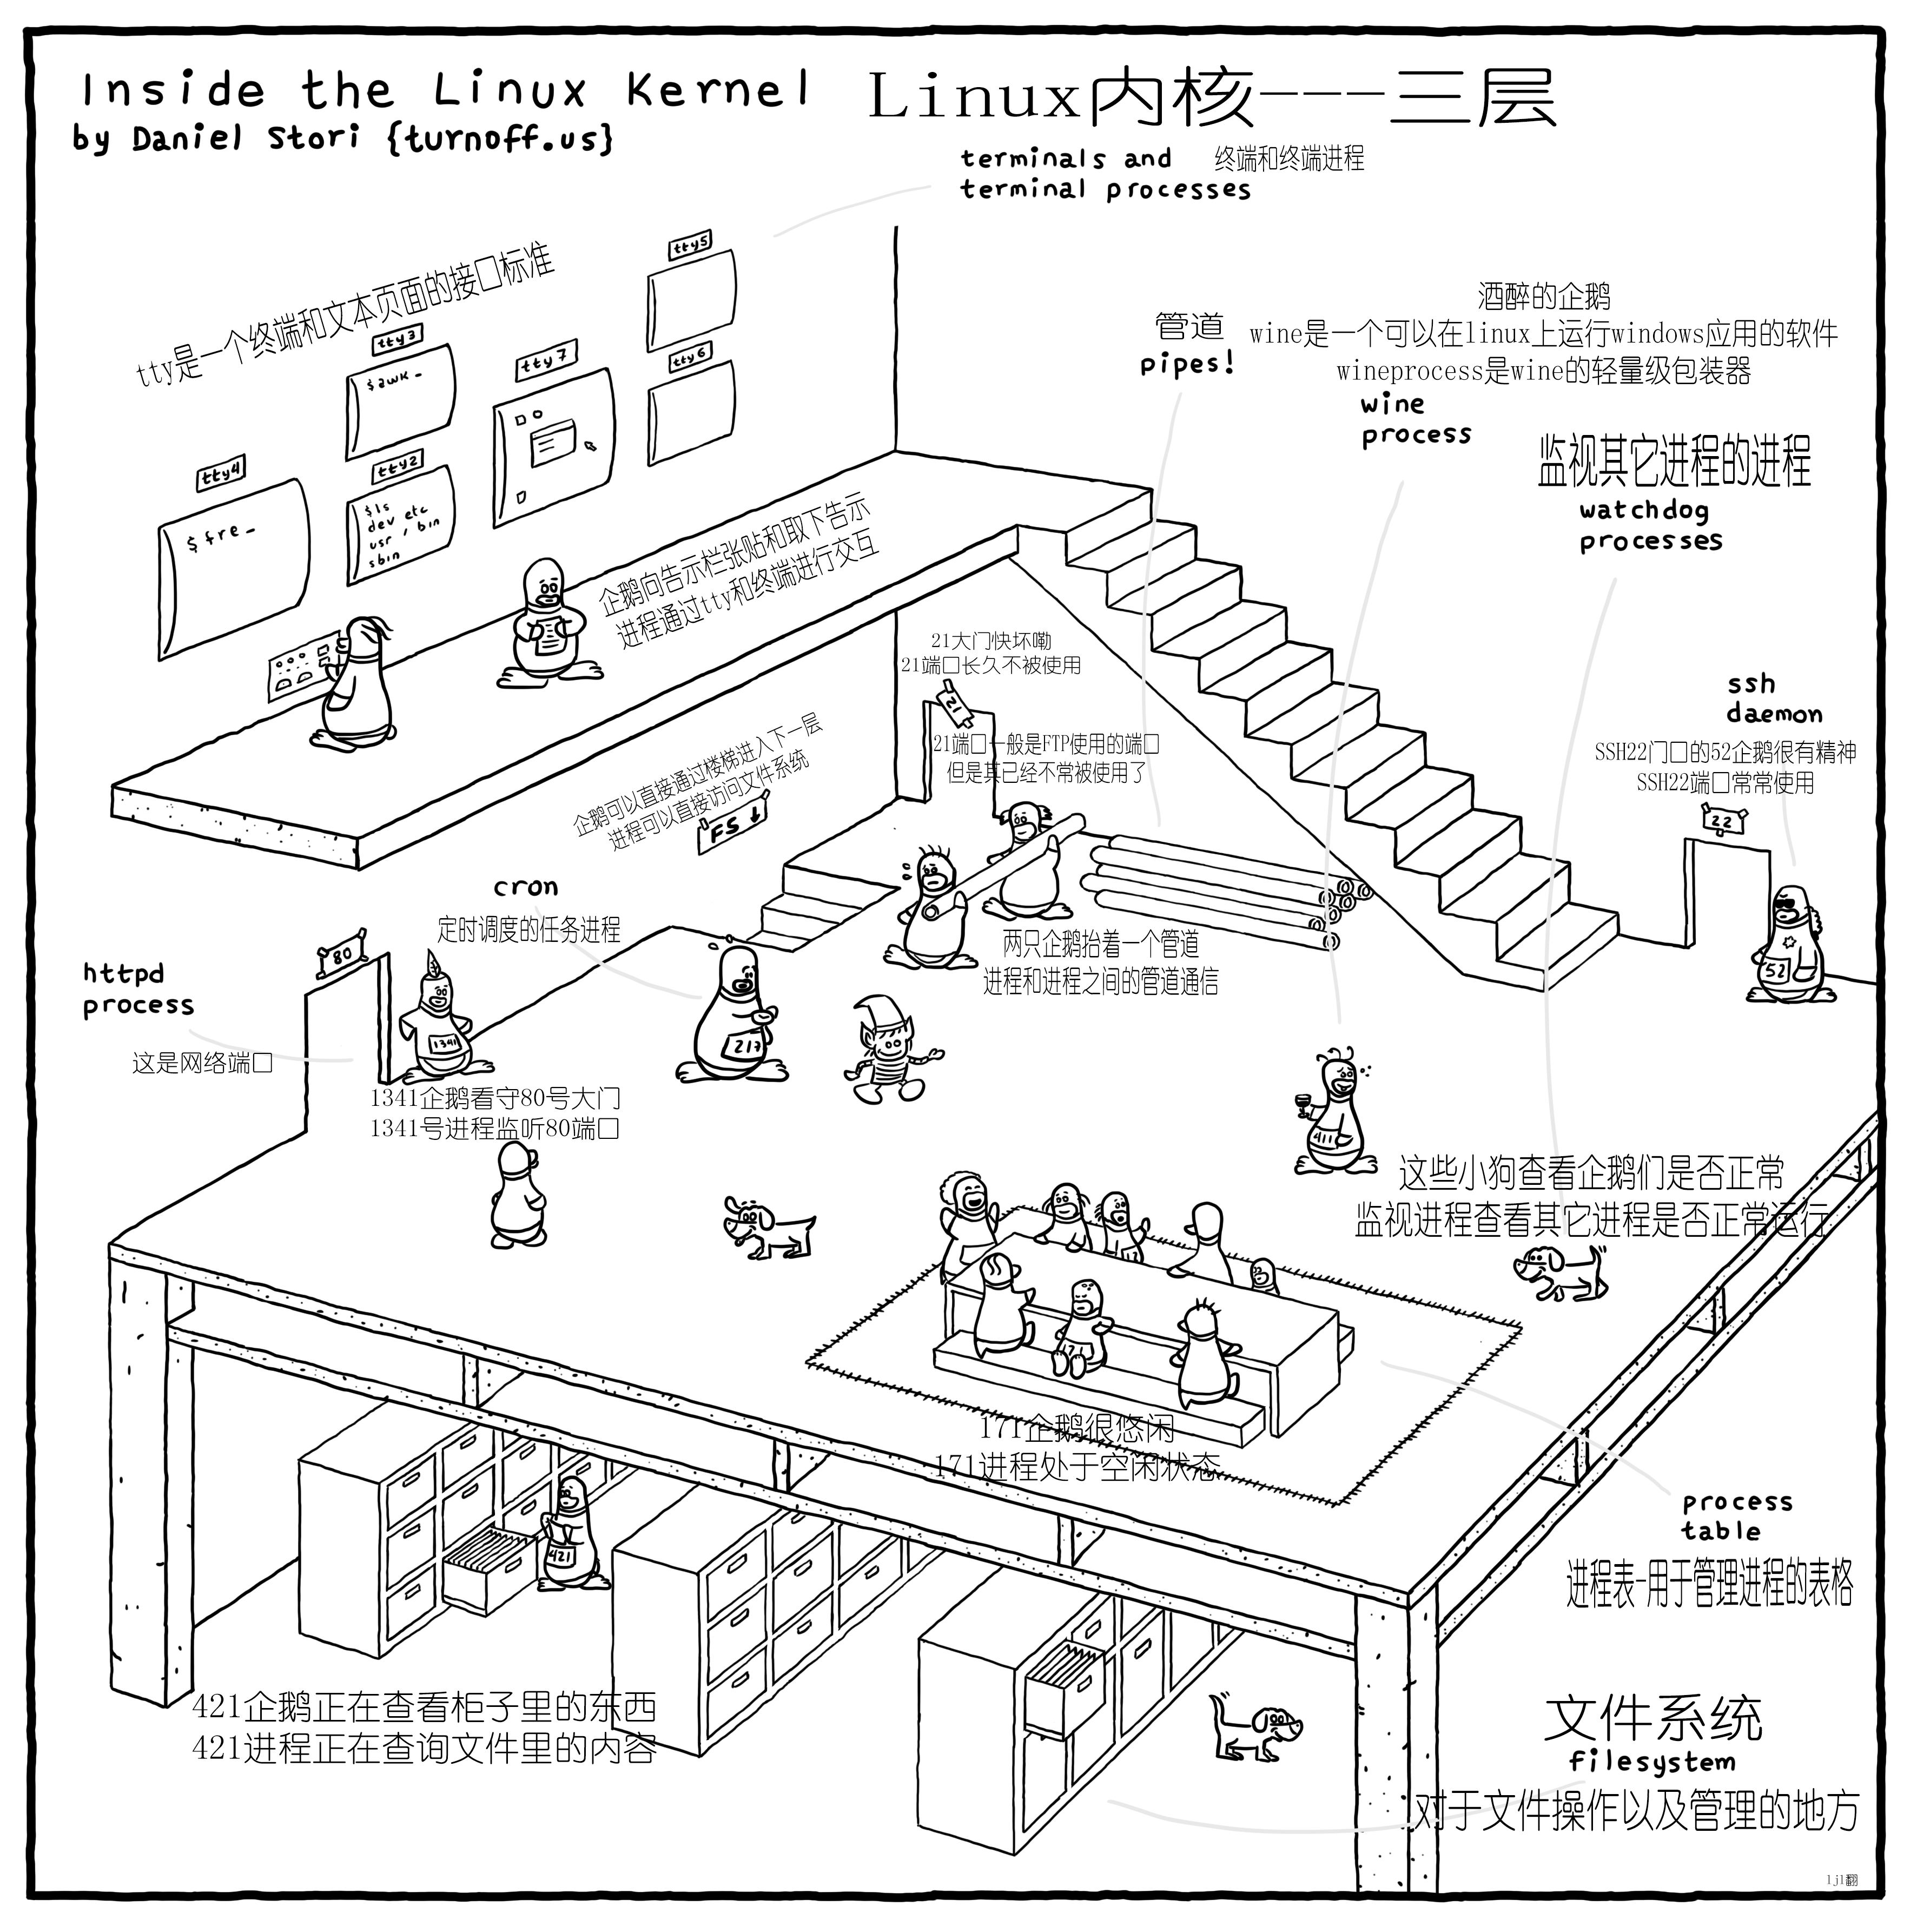 Inside the Linux Kernel
by Daniel Stori {turnoff.us}
Linux内核---三层
terminals and
terminal processes
终端和终端进程
tty是一个终端和文本页面的接口标准
tty5
tty3
$awk_
tty7
tty6
tty4
$fre_
tty2
$ls
dev etc
usr / bin
sbin
企鹅向告示栏张贴和取下告示
进程通过tty和终端进行交互
管道
pipes!
酒醉的企鹅
wine是一个可以在linux上运行windows应用的软件
wineprocess是wine的轻量级包装器
wine
process
监视其它进程的进程
watchdog
processes
21大门快坏嘞
21端口长久不被使用
21
21端口一般是FTP使用的端口
但是其已经不常被使用了
ssh
daemon
SSH22门口的52企鹅很有精神
SSH22端口常常使用
22
52
企鹅可以直接通过楼梯进入下一层
进程可以直接访问文件系统
FS ↓
cron
定时调度的任务进程
217
两只企鹅抬着一个管道
进程和进程之间的管道通信
httpd
process
这是网络端口
80
1341
1341企鹅看守80号大门
1341号进程监听80端口
411
这些小狗查看企鹅们是否正常
监视进程查看其它进程是否正常运行
171企鹅很悠闲
171进程处于空闲状态
process
table
进程表-用于管理进程的表格
421
421企鹅正在查看柜子里的东西
421进程正在查询文件里的内容
文件系统
filesystem
对于文件操作以及管理的地方
ljl翻